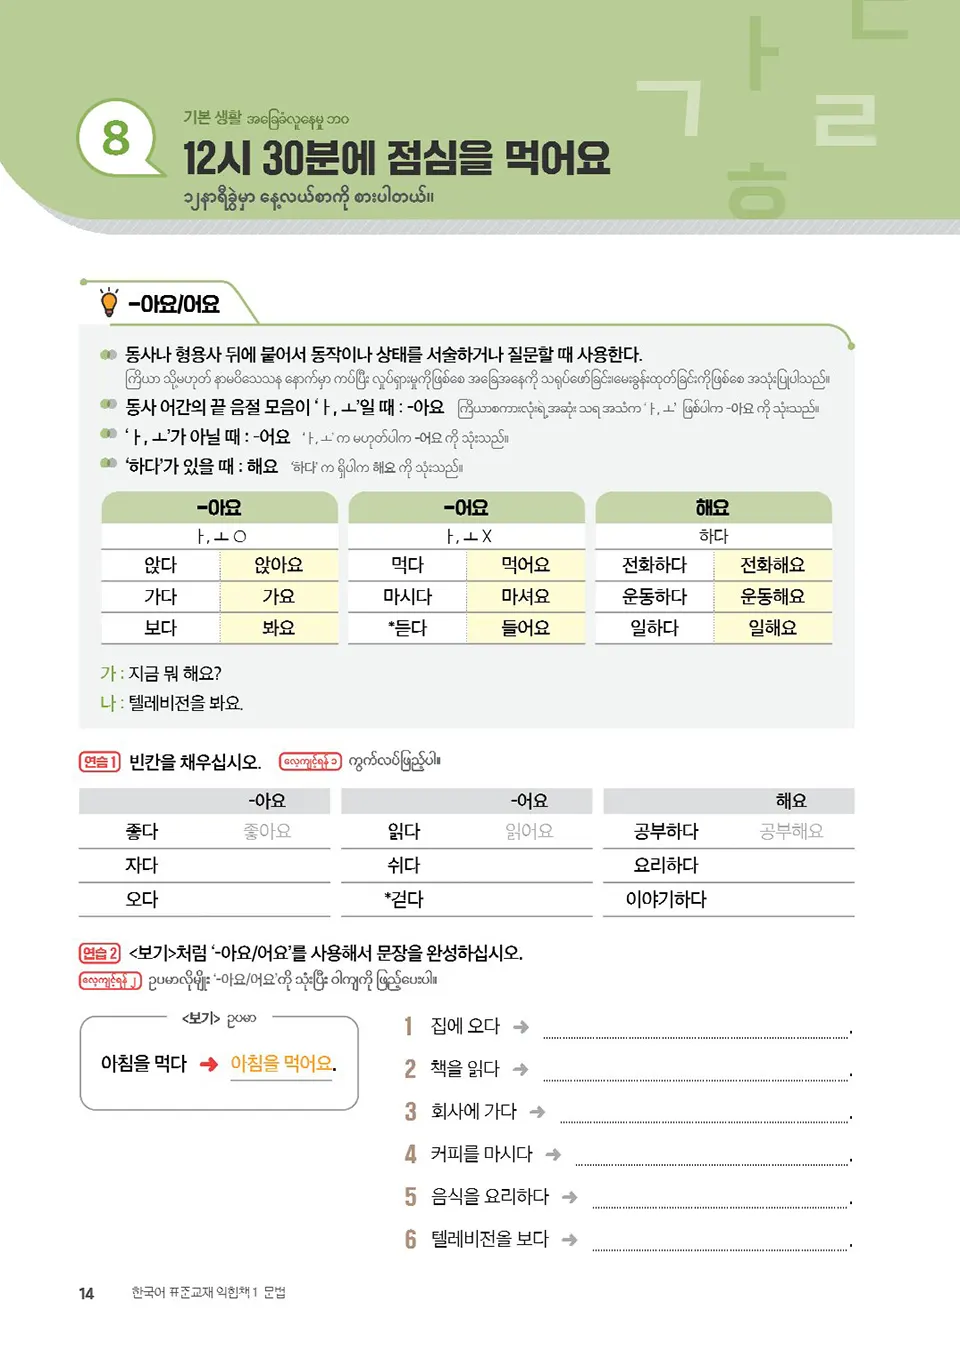 8
기본 생활 အခြေခံလူနေမှု ဘဝ
12시 30분에 점심을 먹어요
၁၂နာရီခွဲမှာ နေ့လယ်စာကို စားပါတယ်။
-아요/어요
동사나 형용사 뒤에 붙어서 동작이나 상태를 서술하거나 질문할 때 사용한다.
ကြိယာ သို့မဟုတ် နာမဝိသေသန နောက်မှာ ကပ်ပြီး လှုပ်ရှားမှုကိုဖြစ်စေ အခြေအနေကို သရုပ်ဖော်ခြင်း၊မေးခွန်းထုတ်ခြင်းကိုဖြစ်စေ အသုံးပြုပါသည်။
동사 어간의 끝 음절 모음이 ‘ㅏ, ㅗ’일 때 : -아요 ကြိယာစကားလုံးရဲ့အဆုံး သရအသံက ‘ㅏ, ㅗ’ ဖြစ်ပါက -아요 ကို သုံးသည်။
‘ㅏ, ㅗ’가 아닐 때 : -어요 ‘ㅏ, ㅗ’ က မဟုတ်ပါက -어요 ကို သုံးသည်။
‘하다’가 있을 때 : 해요 ‘하다’ က ရှိပါက 해요 ကို သုံးသည်။
-아요 -어요 해요
ㅏ, ㅗ O ㅏ, ㅗ X 하다
앉다 앉아요 먹다 먹어요 전화하다 전화해요
가다 가요 마시다 마셔요 운동하다 운동해요
보다 봐요 *듣다 들어요 일하다 일해요
가 : 지금 뭐 해요?
나 : 텔레비전을 봐요.
연습 1 빈칸을 채우십시오. လေ့ကျင့်ရန် ၁ ကွက်လပ်ဖြည့်ပါ။
-아요 -어요 해요
좋다 좋아요 읽다 읽어요 공부하다 공부해요
자다 쉬다 요리하다
오다 *걷다 이야기하다
연습 2 <보기>처럼 ‘-아요/어요’를 사용해서 문장을 완성하십시오.
လေ့ကျင့်ရန် ၂ ဥပမာလိုမျိုး ‘-아요/어요’ကို သုံးပြီး ဝါကျကို ဖြည့်ပေးပါ။
<보기> ဥပမာ
아침을 먹다 ➜ 아침을 먹어요.
1 집에 오다 ➜ .
2 책을 읽다 ➜ .
3 회사에 가다 ➜ .
4 커피를 마시다 ➜ .
5 음식을 요리하다 ➜ .
6 텔레비전을 보다 ➜ .
14 한국어 표준교재 익힘책 1 문법
ㄱ ㅏ ㄹ ㅎ ㄷ